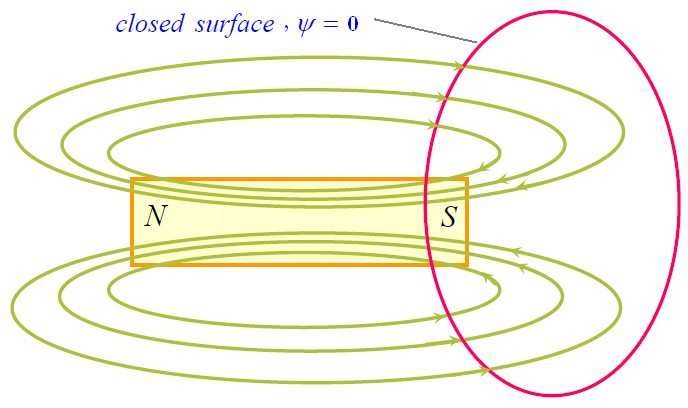 closed surface , ψ = 0
N
S